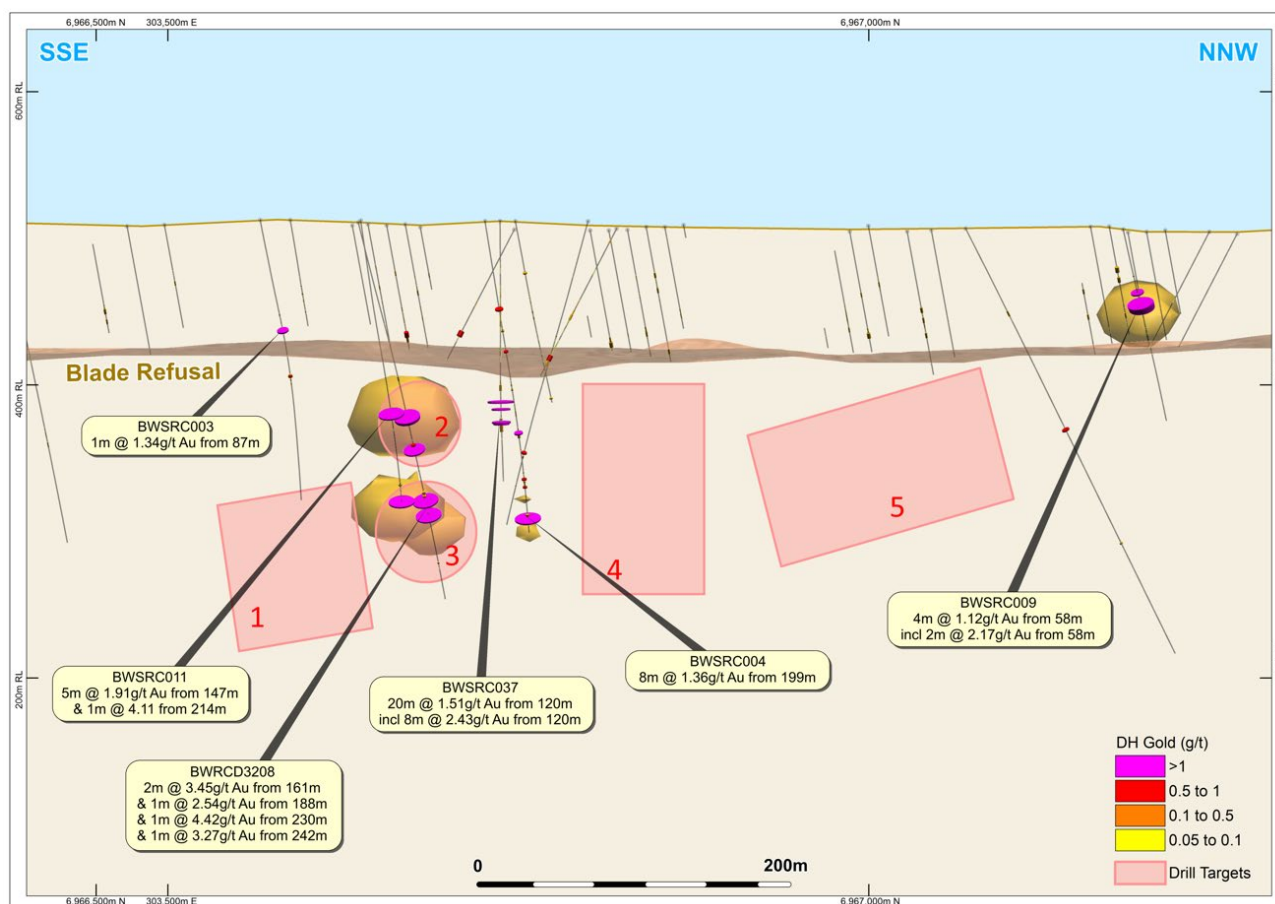 6,966,500m N
303,500m E
6,967,000m N
SSE
NNW
600m RL
600m RL
Blade Refusal
400m RL
400m RL
BWSRC003
1m @ 1.34g/t Au from 87m
1
2
3
4
5
BWSRC009
4m @ 1.12g/t Au from 58m
incl 2m @ 2.17g/t Au from 58m
BWSRC011
5m @ 1.91g/t Au from 147m
& 1m @ 4.11 from 214m
BWSRC037
20m @ 1.51g/t Au from 120m
incl 8m @ 2.43g/t Au from 120m
BWSRC004
8m @ 1.36g/t Au from 199m
200m RL
200m RL
BWRCD3208
2m @ 3.45g/t Au from 161m
& 1m @ 2.54g/t Au from 188m
& 1m @ 4.42g/t Au from 230m
& 1m @ 3.27g/t Au from 242m
DH Gold (g/t)
>1
0.5 to 1
0.1 to 0.5
0.05 to 0.1
Drill Targets
0
200m
6,966,500m N
303,500m E
6,967,000m N